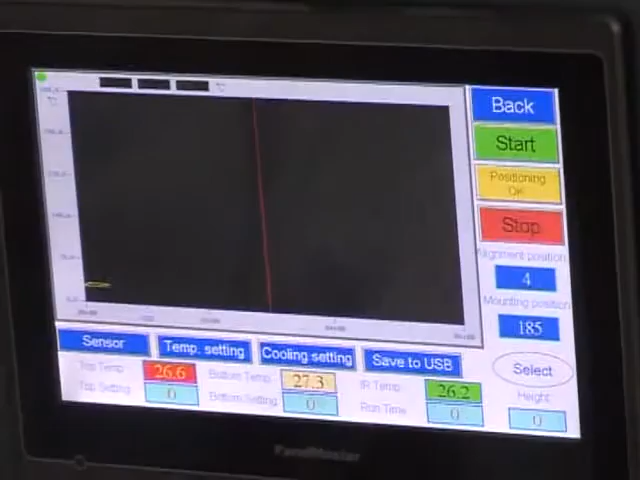 Back
Start
Positioning
OK
Stop
Alignment position
4
Mounting position
185
Sensor
Temp. setting
Cooling setting
Save to USB
Select
Top Temp.
26.6
Bottom Temp.
27.3
IR Temp.
26.2
Top Setting
0
Bottom Setting
0
Run Time
0
Height
0
PanelMaster